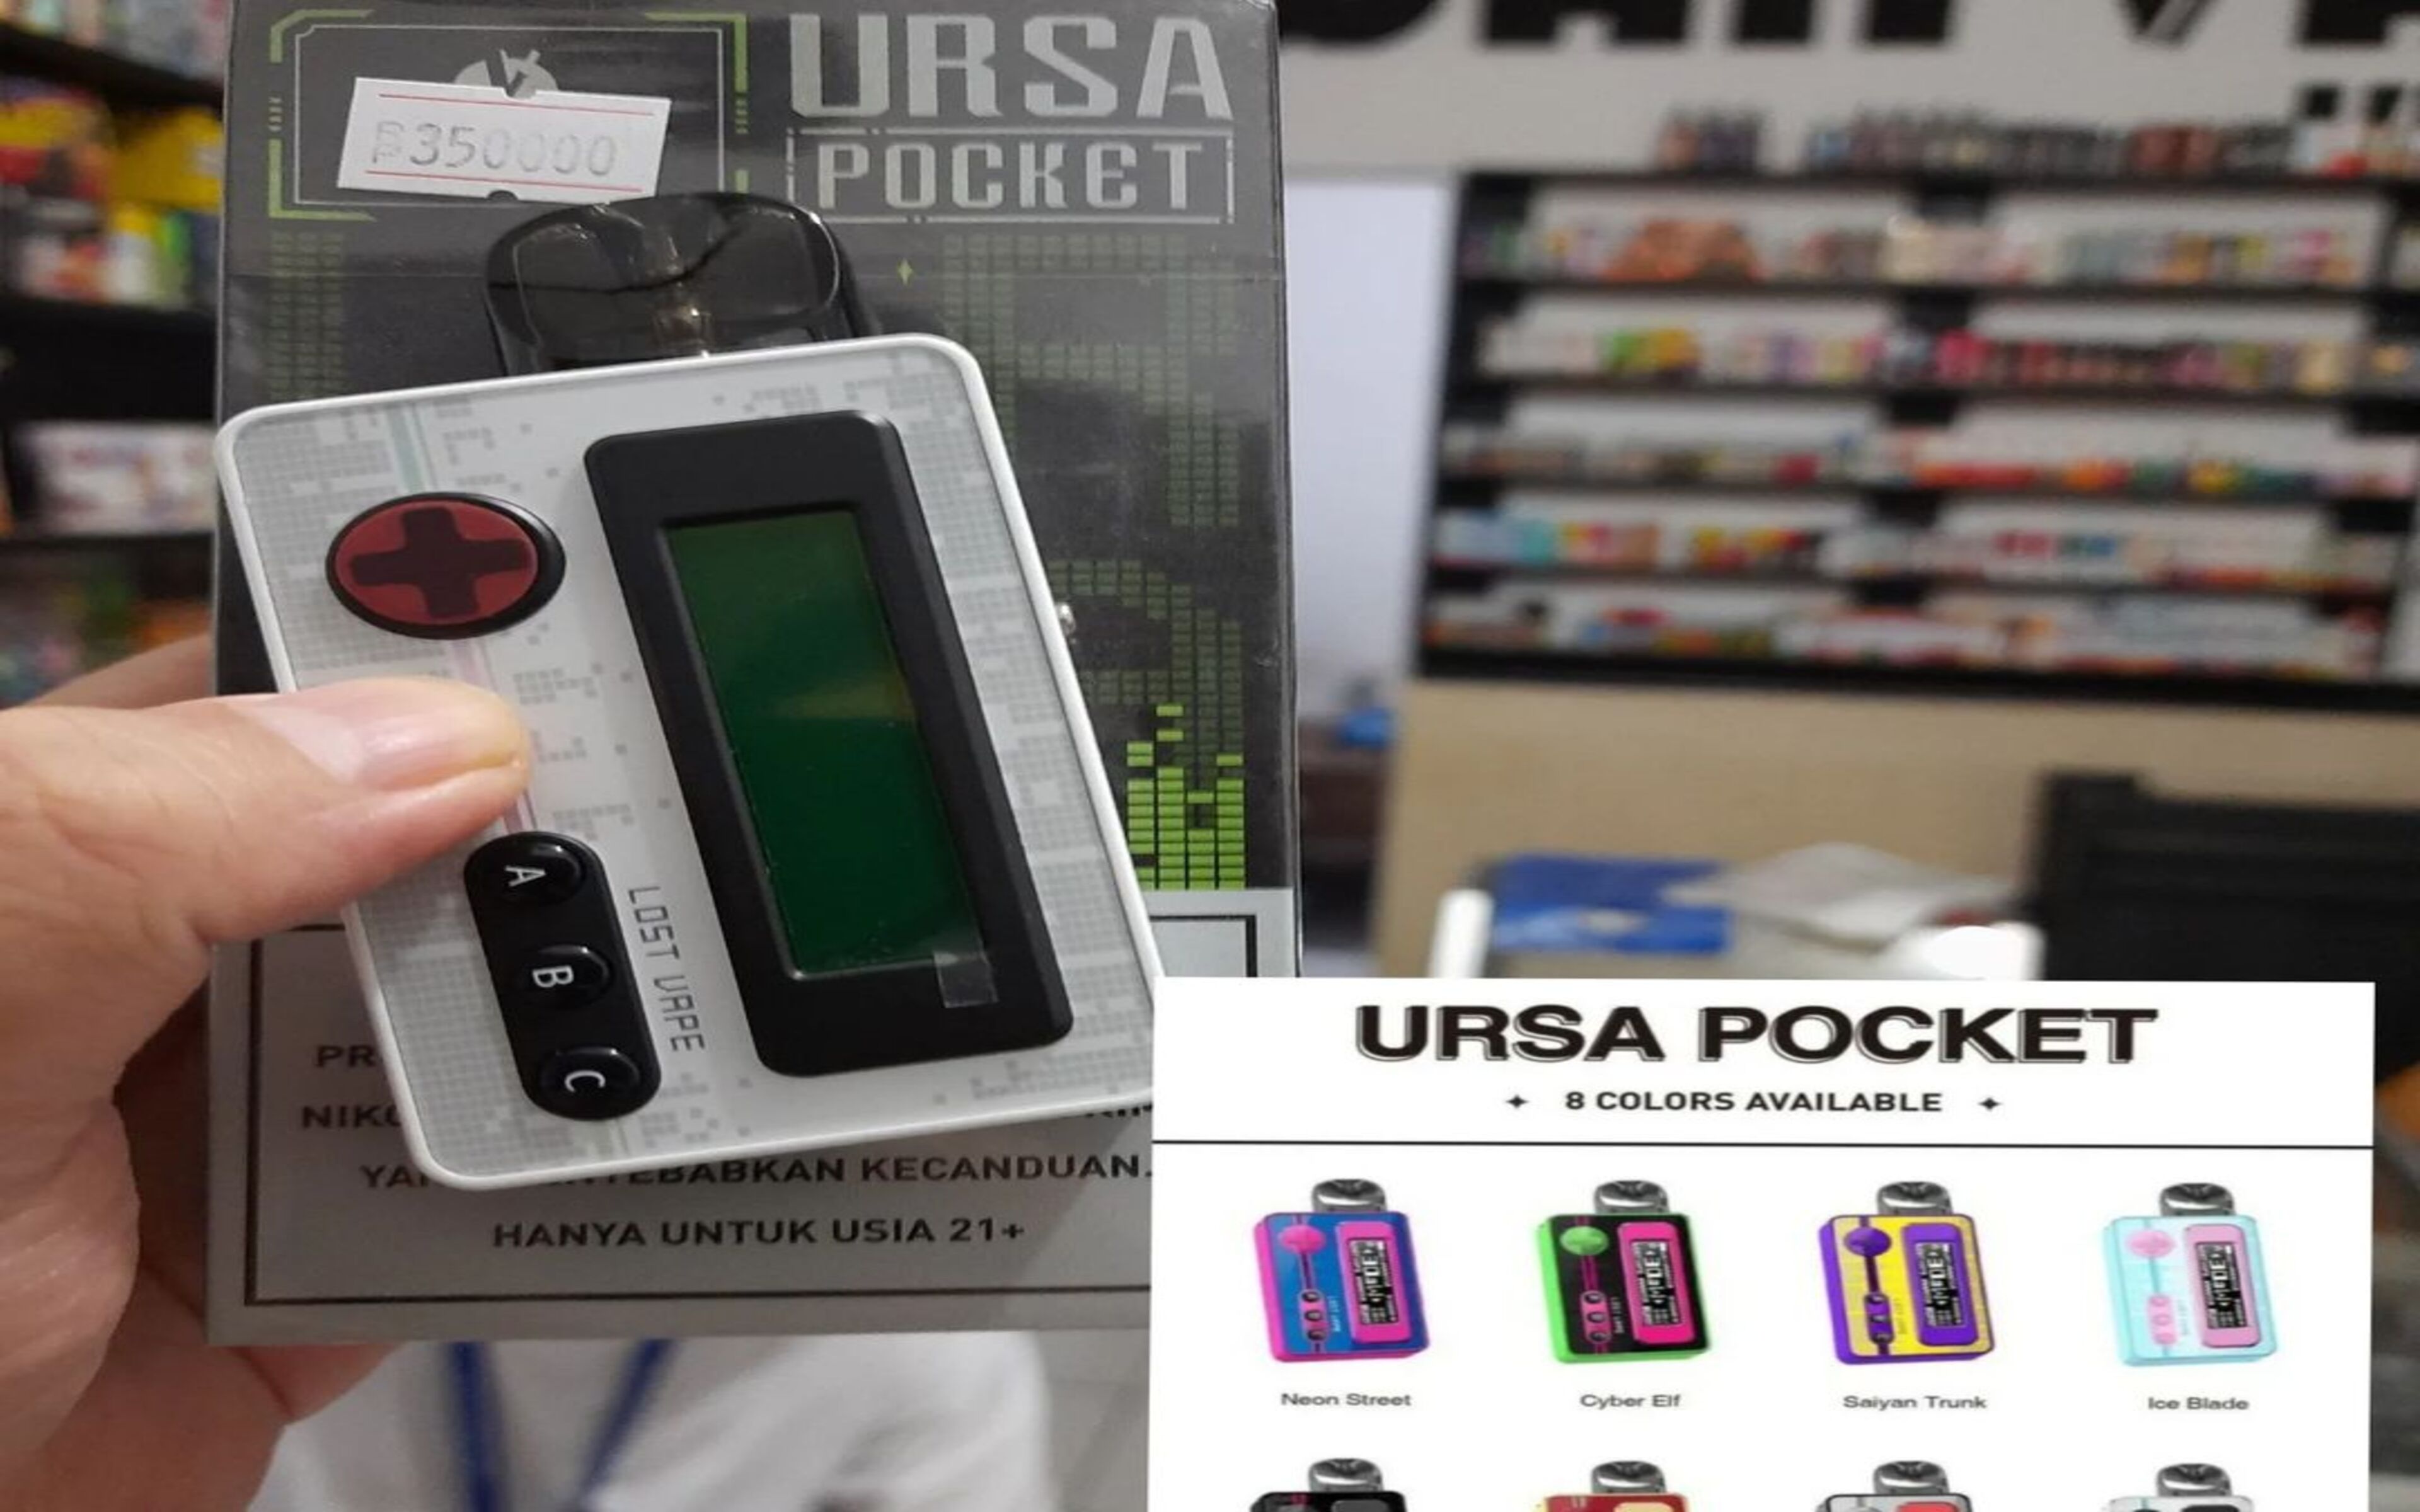 URSA
POCKET
350000
A
B
C
LOST VAPE
KECANDUAN.
HANYA UNTUK USIA 21+
URSA POCKET
8 COLORS AVAILABLE
Neon Street
Cyber Elf
Saiyan Trunk
Ice Blade